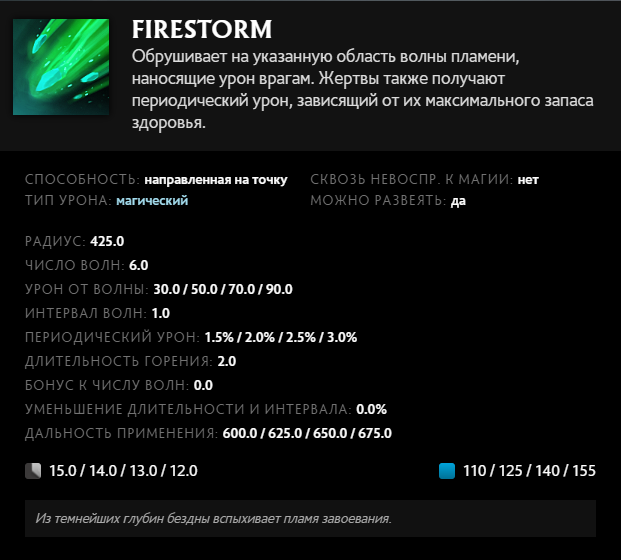 FIRESTORM
Обрушивает на указанную область волны пламени,
наносящие урон врагам. Жертвы также получают
периодический урон, зависящий от их максимального запаса
здоровья.
СПОСОБНОСТЬ: направленная на точку СКВОЗЬ НЕВОСПР. К МАГИИ: нет
ТИП УРОНА: магический МОЖНО РАЗВЕЯТЬ: да
РАДИУС: 425.0
ЧИСЛО ВОЛН: 6.0
УРОН ОТ ВОЛНЫ: 30.0 / 50.0 / 70.0 / 90.0
ИНТЕРВАЛ ВОЛН: 1.0
ПЕРИОДИЧЕСКИЙ УРОН: 1.5% / 2.0% / 2.5% / 3.0%
ДЛИТЕЛЬНОСТЬ ГОРЕНИЯ: 2.0
БОНУС К ЧИСЛУ ВОЛН: 0.0
УМЕНЬШЕНИЕ ДЛИТЕЛЬНОСТИ И ИНТЕРВАЛА: 0.0%
ДАЛЬНОСТЬ ПРИМЕНЕНИЯ: 600.0 / 625.0 / 650.0 / 675.0
15.0 / 14.0 / 13.0 / 12.0 110 / 125 / 140 / 155
Из темнейших глубин бездны вспыхивает пламя завоевания.